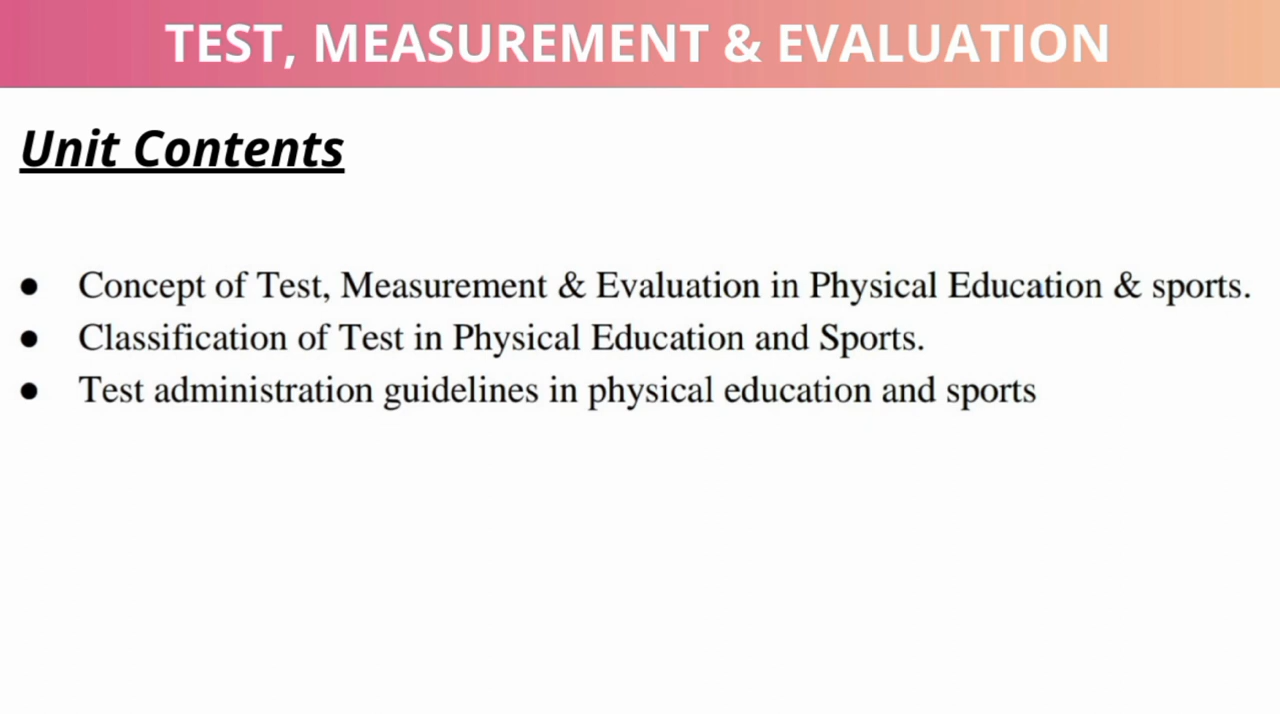 TEST, MEASUREMENT & EVALUATION
Unit Contents
● Concept of Test, Measurement & Evaluation in Physical Education & sports.
● Classification of Test in Physical Education and Sports.
● Test administration guidelines in physical education and sports